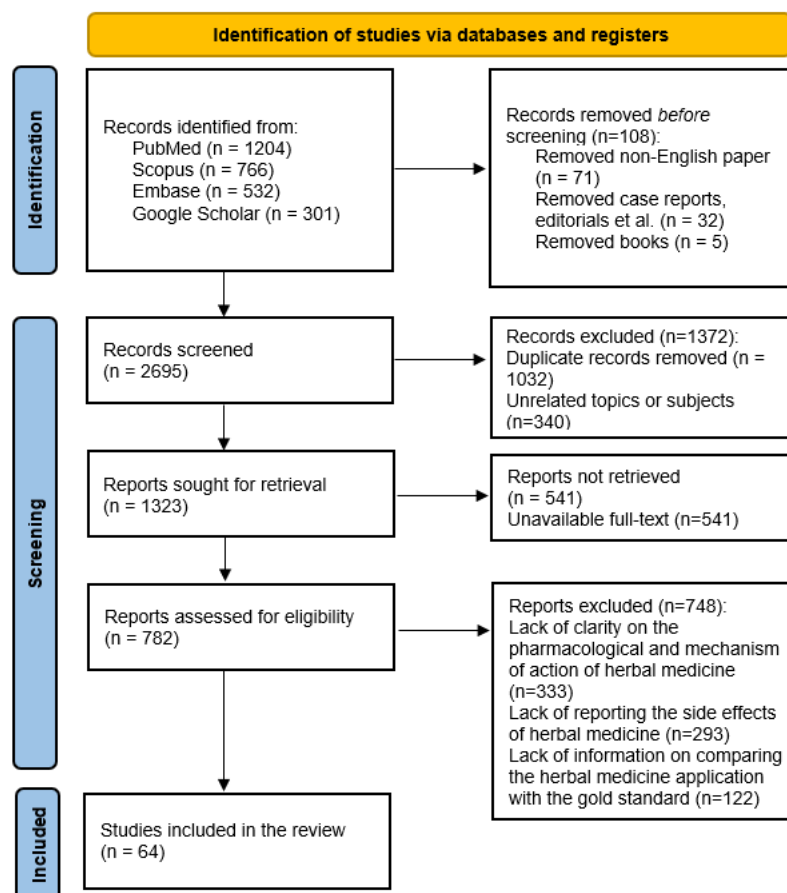 Identification of studies via databases and registers
Identification
Records identified from:
PubMed (n = 1204)
Scopus (n = 766)
Embase (n = 532)
Google Scholar (n = 301)
Records removed before
screening (n=108):
Removed non-English paper
(n = 71)
Removed case reports,
editorials et al. (n = 32)
Removed books (n = 5)
Screening
Records screened
(n = 2695)
Records excluded (n=1372):
Duplicate records removed (n =
1032)
Unrelated topics or subjects
(n=340)
Reports sought for retrieval
(n = 1323)
Reports not retrieved
(n = 541)
Unavailable full-text (n=541)
Reports assessed for eligibility
(n = 782)
Reports excluded (n=748):
Lack of clarity on the
pharmacological and mechanism
of action of herbal medicine
(n=333)
Lack of reporting the side effects
of herbal medicine (n=293)
Lack of information on comparing
the herbal medicine application
with the gold standard (n=122)
Included
Studies included in the review
(n = 64)